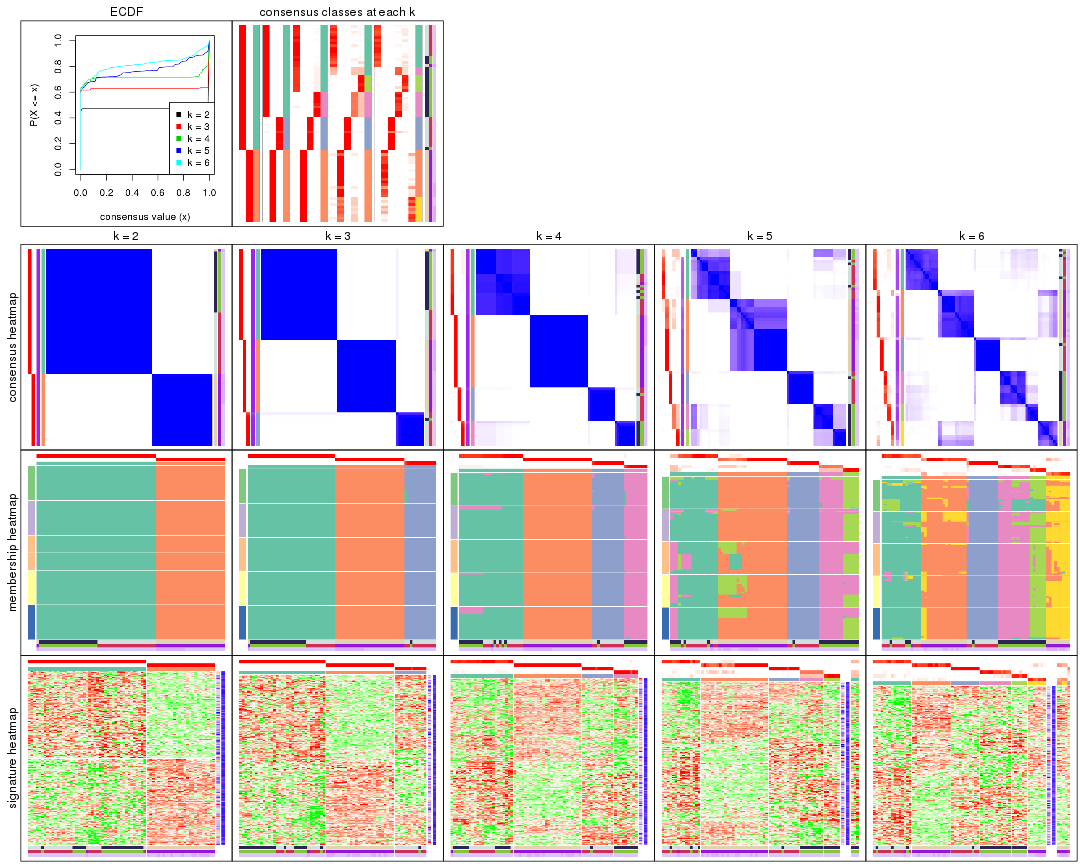 ECDF
consensus classes at each k
P(X <= x)
0.0 0.2 0.4 0.6 0.8 1.0
k = 2
k = 3
k = 4
k = 5
k = 6
0.0 0.2 0.4 0.6 0.8 1.0
consensus value (x)
k = 2
k = 3
k = 4
k = 5
k = 6
consensus heatmap
membership heatmap
signature heatmap